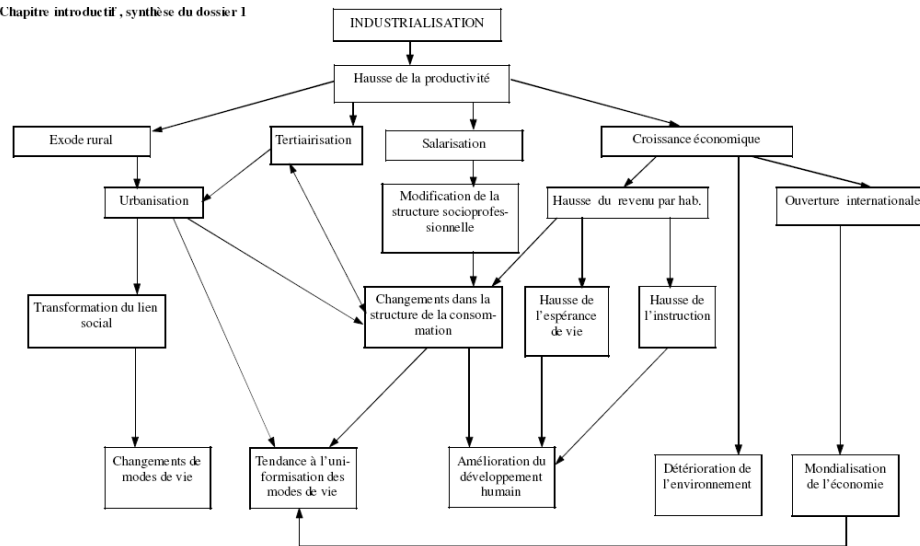 Chapitre introductif , synthèse du dossier 1
INDUSTRIALISATION
Hausse de la productivité
Exode rural
Tertiairisation
Salarisation
Croissance économique
Urbanisation
Modification de la
structure socioprofes-
sionnelle
Hausse du revenu par hab.
Ouverture internationale
Transformation du lien
social
Changements dans la
structure de la consom-
mation
Hausse de
l'espérance
de vie
Hausse de
l'instruction
Changements de
modes de vie
Tendance à l'uni-
formisation des
modes de vie
Amélioration du
développement
humain
Détérioration de
l'environnement
Mondialisation
de l'économie